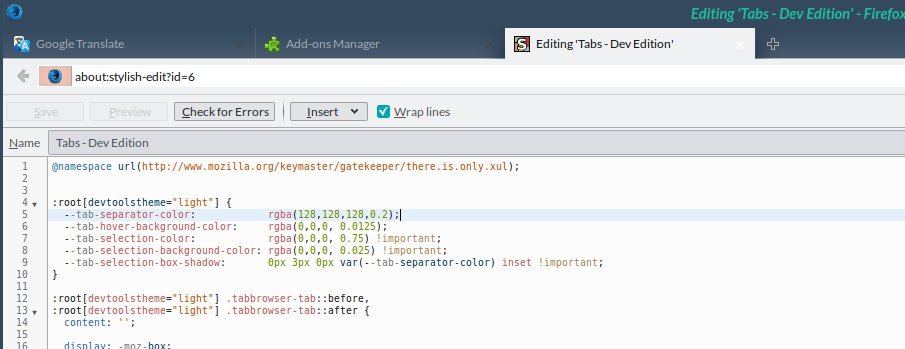 Editing 'Tabs - Dev Edition' - Firefox
Google Translate Add-ons Manager Editing 'Tabs - Dev Edition'
about:stylish-edit?id=6
Save Preview Check for Errors Insert Wrap lines
Name Tabs - Dev Edition
1 @namespace url(http://www.mozilla.org/keymaster/gatekeeper/there.is.only.xul);
2
3
4 :root[devtoolstheme="light"] {
5 --tab-separator-color: rgba(128,128,128,0.2);
6 --tab-hover-background-color: rgba(0,0,0, 0.0125);
7 --tab-selection-color: rgba(0,0,0, 0.75) !important;
8 --tab-selection-background-color: rgba(0,0,0, 0.025) !important;
9 --tab-selection-box-shadow: 0px 3px 0px var(--tab-separator-color) inset !important;
10 }
11
12 :root[devtoolstheme="light"] .tabbrowser-tab::before,
13 :root[devtoolstheme="light"] .tabbrowser-tab::after {
14 content: '';
15
16 display: -moz-box;